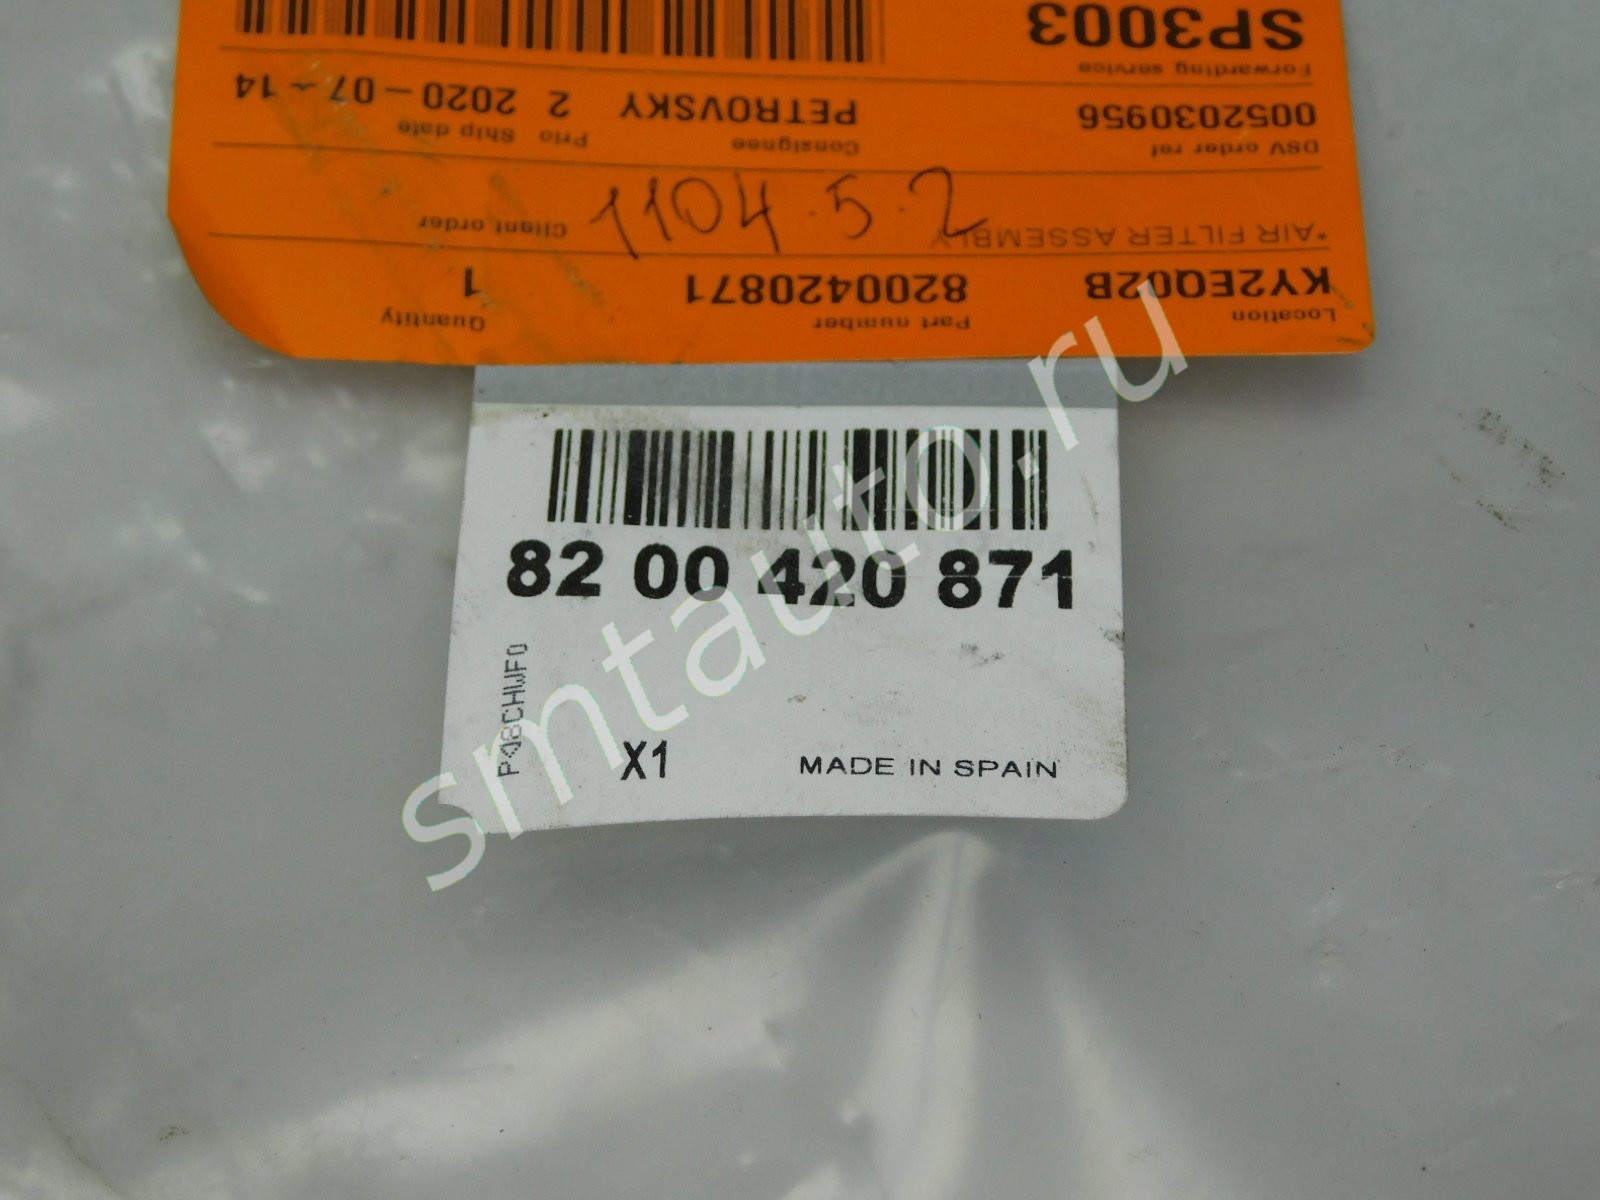 Location Part number Quantity
KY2EQ02B 8200420871 1
*AIR FILTER ASSEMBLY Client order
1104.5.2
DSV order ref Consignee Prio Ship date
0052030956 PETROVSKY 2 2020-07-14
Forwarding service
SP3003
82 00 420 871
X1 MADE IN SPAIN
smtauto.ru